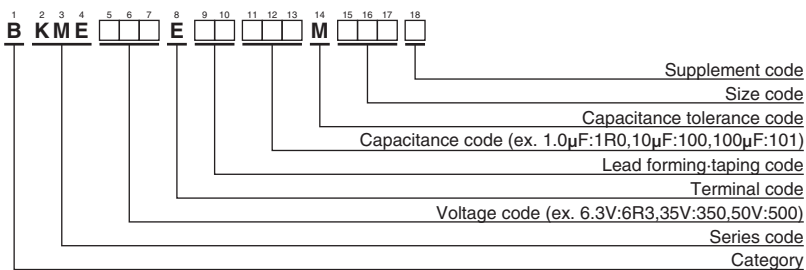 1 2 3 4 5 6 7 8 9 10 11 12 13 14 15 16 17 18
B KME □□□ E □□ □□□ M □□□ □
Supplement code
Size code
Capacitance tolerance code
Capacitance code (ex. 1.0μF:1R0,10μF:100,100μF:101)
Lead forming·taping code
Terminal code
Voltage code (ex. 6.3V:6R3,35V:350,50V:500)
Series code
Category